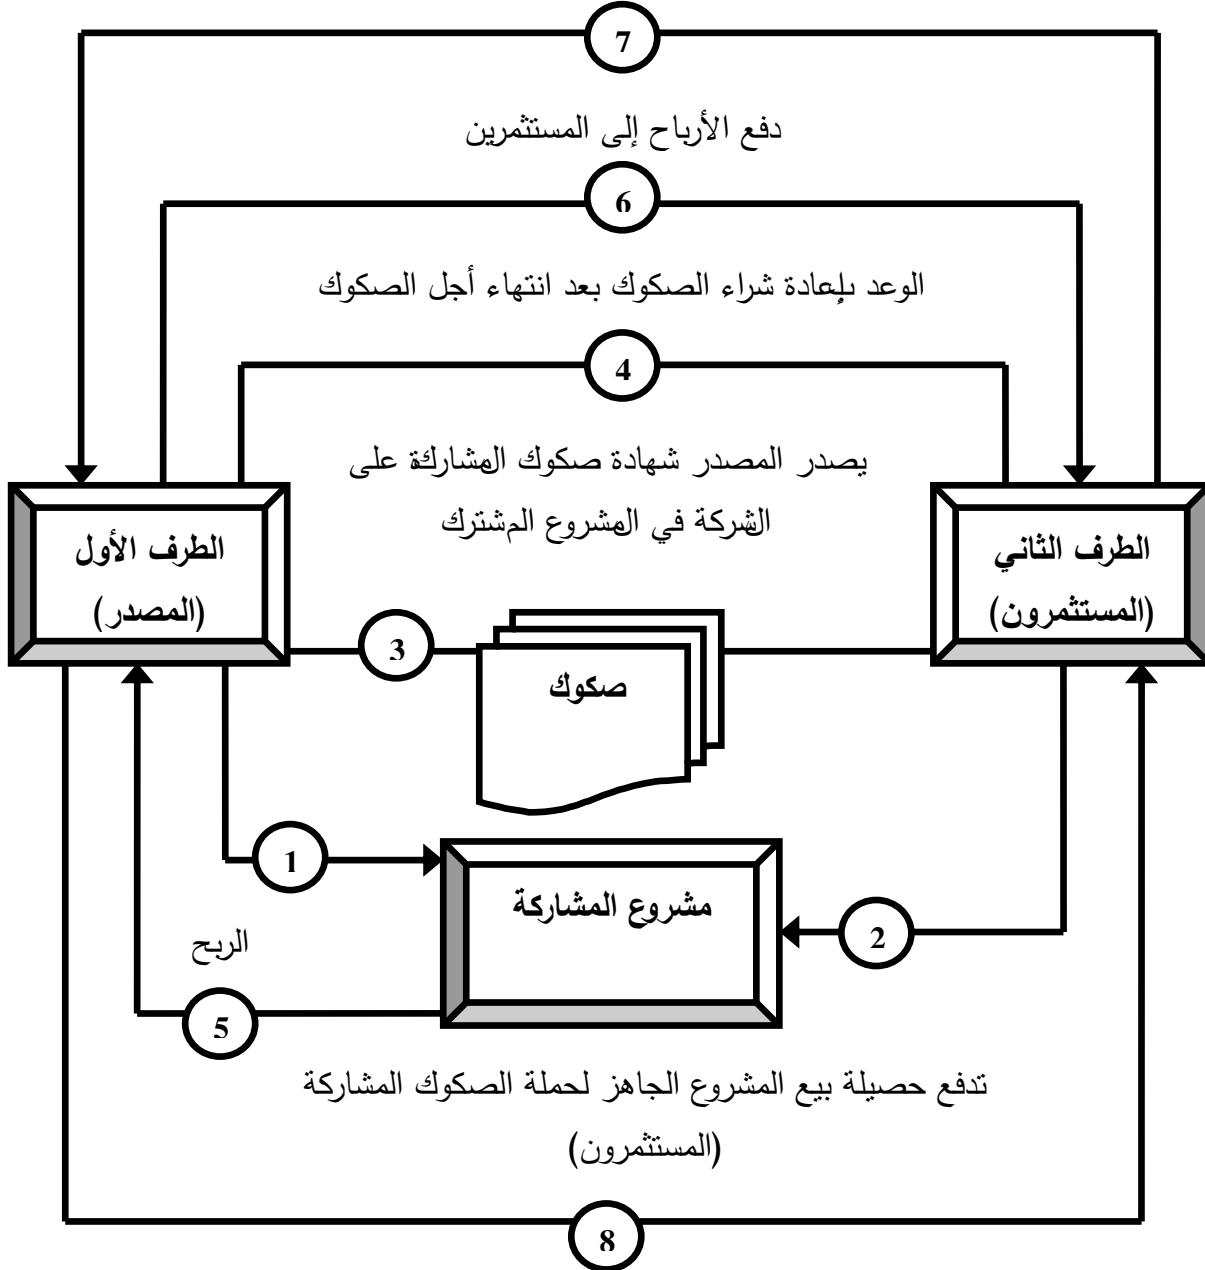 7
دفع الأرباح إلى المستثمرين
6
الوعد بإعادة شراء الصكوك بعد انتهاء أجل الصكوك
4
يصدر المصدر شهادة صكوك المشاركة على
الشركة في المشروع المشترك
الطرف الأول
(المصدر)
الطرف الثاني
(المستثمرون)
3
صكوك
1
مشروع المشاركة
2
الربح
5
تدفع حصيلة بيع المشروع الجاهز لحملة الصكوك المشاركة
(المستثمرون)
8